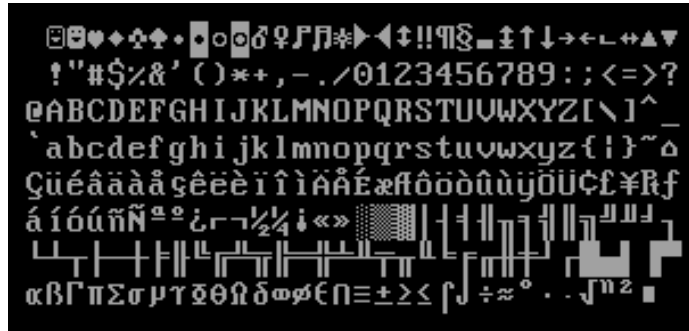 ☺☻♥♦♣♠•◘○◙♂♀♪♫☼►◄↕‼¶§▬↨↑↓→←∟↔▲▼
!"#$%&'()*+,-./0123456789:;<=>?
@ABCDEFGHIJKLMNOPQRSTUVWXYZ[\]^_
`abcdefghijklmnopqrstuvwxyz{¦}~⌂
ÇüéâäàåçêëèïîìÄÅÉæÆôöòûùÿÖÜ¢£¥₧ƒ
áíóúñÑªº¿⌐¬½¼¡«»░▒▓│┤╡╢╖╕╣║╗╝╜╛┐
└┴┬├─┼╞╟╚╔╩╦╠═╬╧╨╤╥╙╘╒╓╫╪┘┌█▄▌▐▀
αßΓπΣσµτΦΘΩδ∞φε∩≡±≥≤⌠⌡÷≈°∙·√ⁿ²■